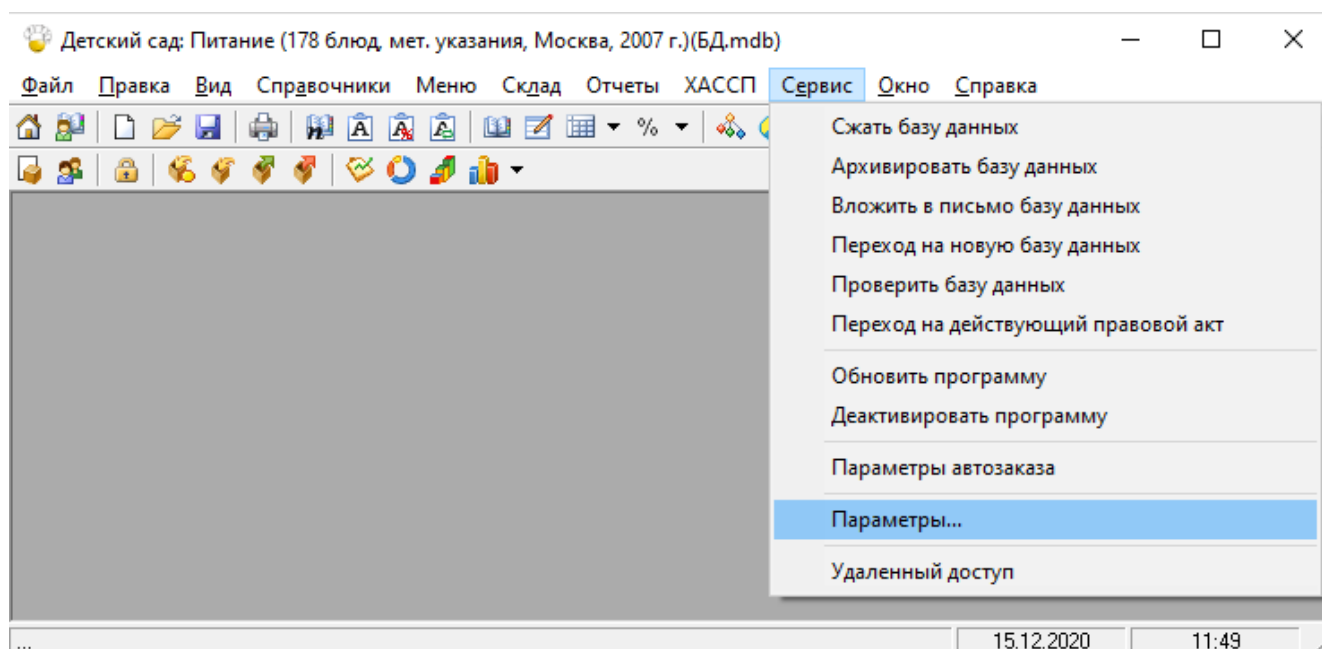 Детский сад: Питание (178 блюд, мет. указания, Москва, 2007 г.)(БД.mdb)
Файл Правка Вид Справочники Меню Склад Отчеты ХАССП Сервис Окно Справка
Сжать базу данных
Архивировать базу данных
Вложить в письмо базу данных
Переход на новую базу данных
Проверить базу данных
Переход на действующий правовой акт
Обновить программу
Деактивировать программу
Параметры автозаказа
Параметры...
Удаленный доступ
... 15.12.2020 11:49